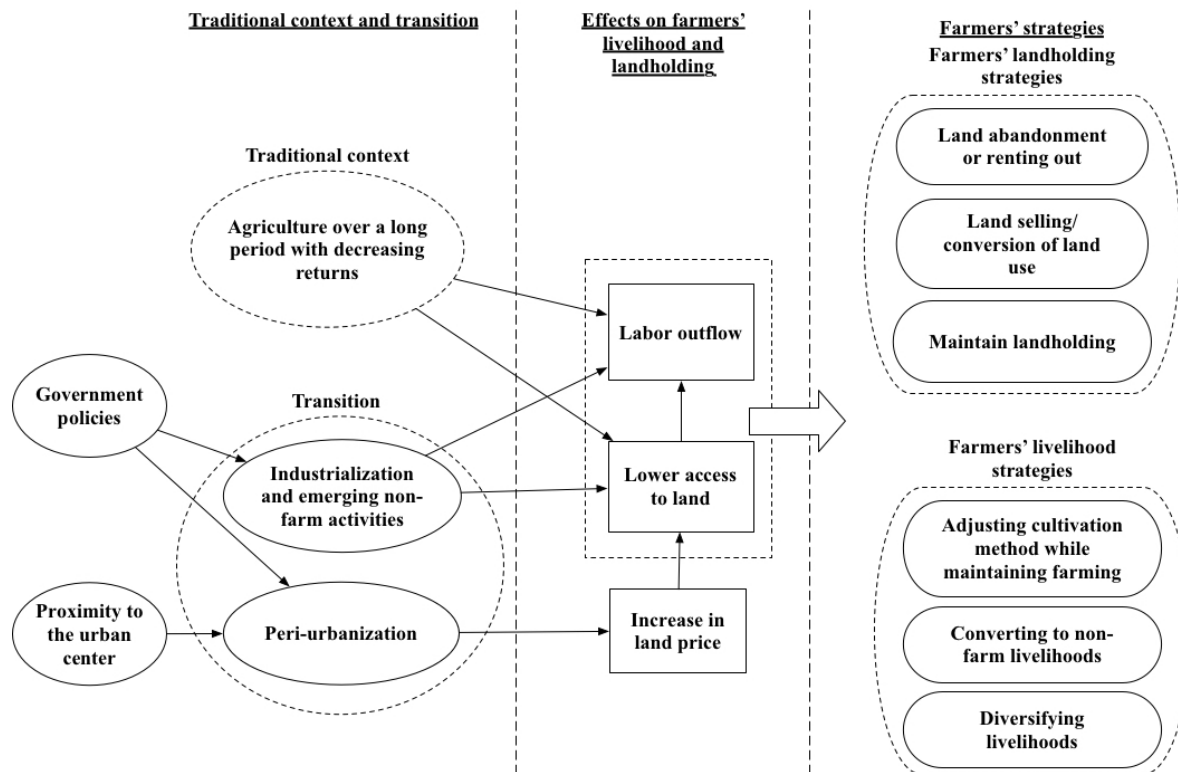 Traditional context and transition
Effects on farmers'
livelihood and
landholding
Farmers' strategies
Farmers' landholding
strategies
Land abandonment
or renting out
Land selling/
conversion of land
use
Maintain landholding
Traditional context
Agriculture over a long
period with decreasing
returns
Labor outflow
Government
policies
Transition
Industrialization
and emerging non-
farm activities
Lower access
to land
Farmers' livelihood
strategies
Adjusting cultivation
method while
maintaining farming
Proximity to
the urban
center
Peri-urbanization
Increase in
land price
Converting to non-
farm livelihoods
Diversifying
livelihoods